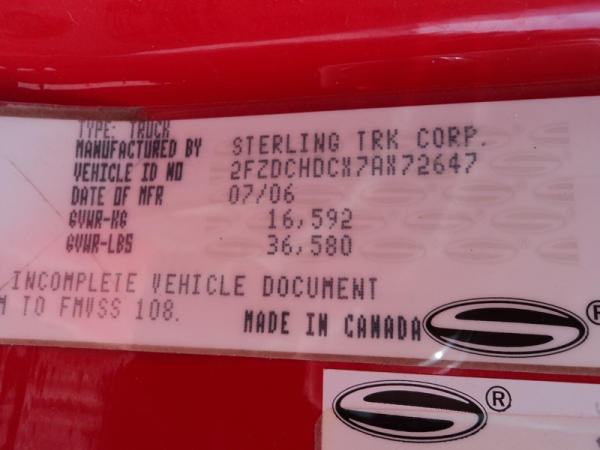 TYPE: TRUCK
MANUFACTURED BY STERLING TRK CORP.
VEHICLE ID NO 2FZDCHDCX7AX72647
DATE OF MFR 07/06
GVWR-KG 16,592
GVWR-LBS 36,580
INCOMPLETE VEHICLE DOCUMENT
TO FMVSS 108.
MADE IN CANADA
®
®